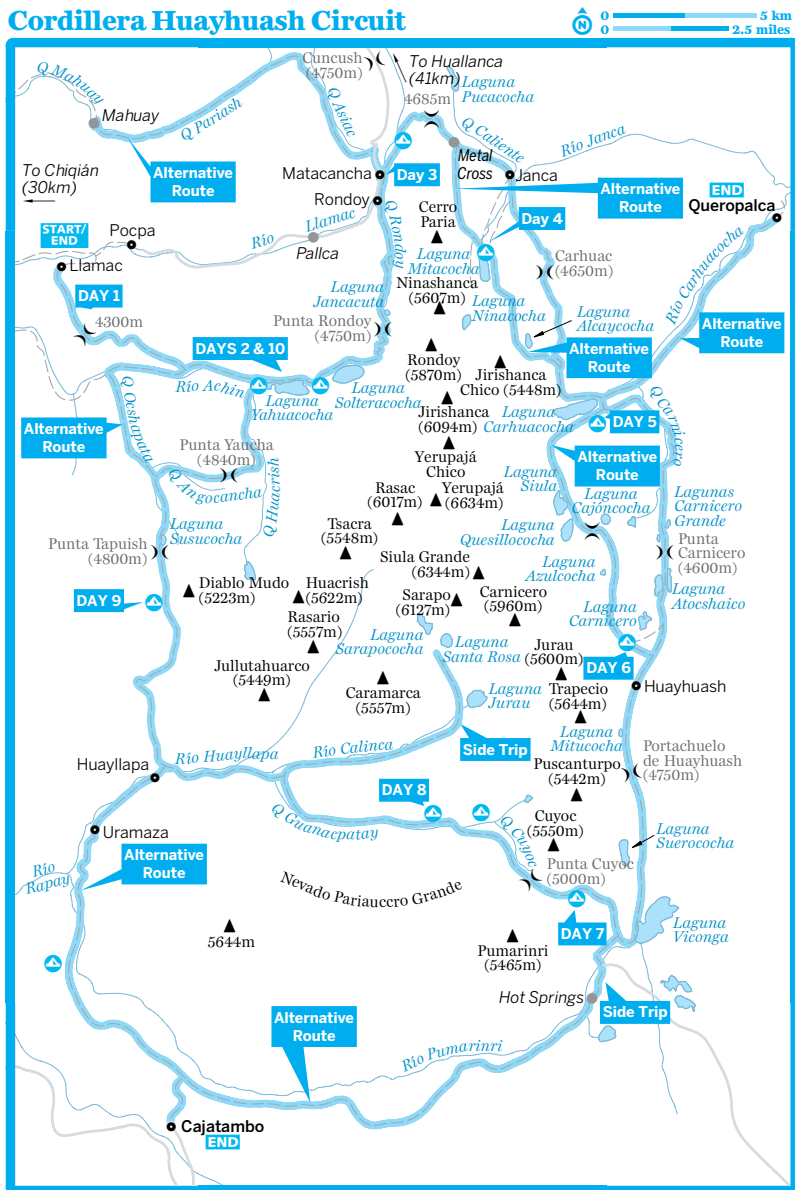 Cordillera Huayhuash Circuit
N
0 5 km
0 2.5 miles
Cuncush
(4750m)
To Huallanca
(41km)
Q Mahuay
Mahuay
Q Pariash
Q Asiac
4685m
Laguna
Pucacocha
Q Caliente
Río Janca
Metal
Cross
Janca
Alternative
Route
Matacancha
Day 3
Rondoy
To Chiqián
(30km)
Alternative
Route
END
Queropalca
START/
END
Pocpa
Llamac
Río Llamac
Pallca
Q Rondoy
Cerro
Paria
Day 4
Laguna
Mitacocha
Carhuac
(4650m)
Río Carhuacocha
DAY 1
4300m
Laguna
Jancacuta
Punta Rondoy
(4750m)
Ninashanca
(5607m)
Laguna
Ninacocha
Laguna
Alcaycocha
Alternative
Route
Alternative
Route
DAYS 2 & 10
Río Achin
Laguna
Yahuacocha
Laguna
Solteracocha
Rondoy
(5870m)
Jirishanca
Chico (5448m)
Jirishanca
(6094m)
Laguna
Carhuacocha
DAY 5
Q Carnicero
Q Ocshapata
Alternative
Route
Punta Yaucha
(4840m)
Q Angocancha
Q Huacrish
Yerupajá
Chico
Yerupajá
(6634m)
Rasac
(6017m)
Alternative
Route
Laguna
Siula
Laguna
Cajóncocha
Lagunas
Carnicero
Grande
Laguna
Susucocha
Punta Tapuish
(4800m)
Tsacra
(5548m)
Laguna
Quesillococha
Punta
Carnicero
(4600m)
Siula Grande
(6344m)
Laguna
Azulcocha
Laguna
Atocshaico
Diablo Mudo
(5223m)
Huacrish
(5622m)
Sarapo
(6127m)
Carnicero
(5960m)
DAY 9
Rasario
(5557m)
Laguna
Sarapococha
Laguna
Santa Rosa
Laguna
Carnicero
Jurau
(5600m)
DAY 6
Jullutahuarco
(5449m)
Caramarca
(5557m)
Laguna
Jurau
Trapecio
(5644m)
Huayhuash
Side Trip
Laguna
Mitucocha
Portachuelo
de Huayhuash
(4750m)
Huayllapa
Río Huayllapa
Río Calinca
Puscanturpo
(5442m)
DAY 8
Q Guanacpatay
Q Cuyoc
Cuyoc
(5550m)
Laguna
Suerococha
Uramaza
Alternative
Route
Río
Rapay
Punta Cuyoc
(5000m)
Nevado Pariauccro Grande
DAY 7
Laguna
Viconga
5644m
Pumarinri
(5465m)
Hot Springs
Side Trip
Alternative
Route
Río Pumarinri
Cajatambo
END